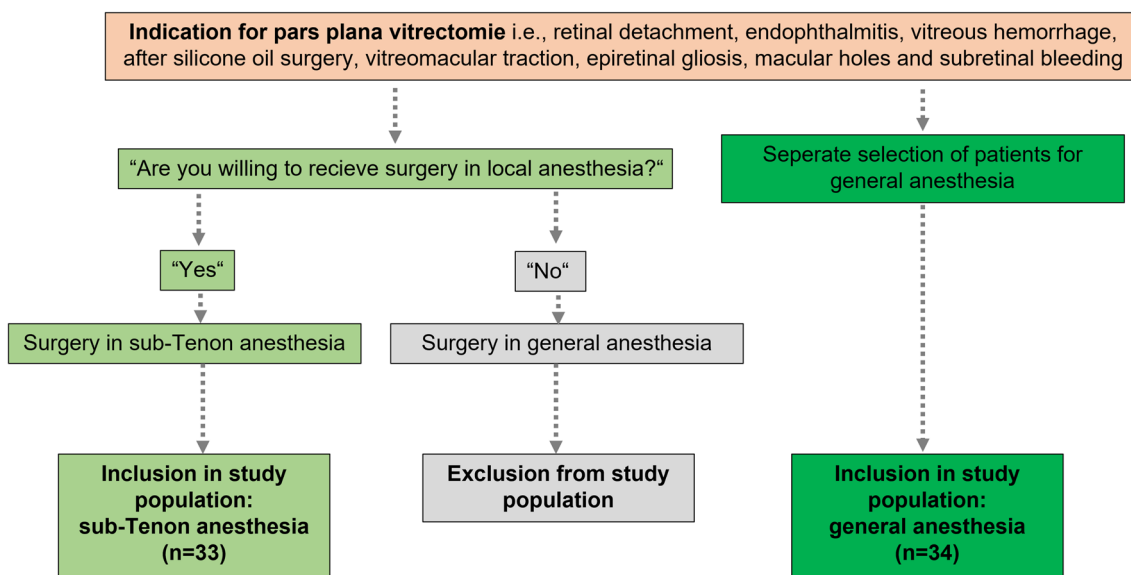 Indication for pars plana vitrectomie i.e., retinal detachment, endophthalmitis, vitreous hemorrhage,
after silicone oil surgery, vitreomacular traction, epiretinal gliosis, macular holes and subretinal bleeding
“Are you willing to recieve surgery in local anesthesia?“
Seperate selection of patients for
general anesthesia
“Yes“
“No“
Surgery in sub-Tenon anesthesia
Surgery in general anesthesia
Inclusion in study
population:
sub-Tenon anesthesia
(n=33)
Exclusion from study
population
Inclusion in study
population:
general anesthesia
(n=34)